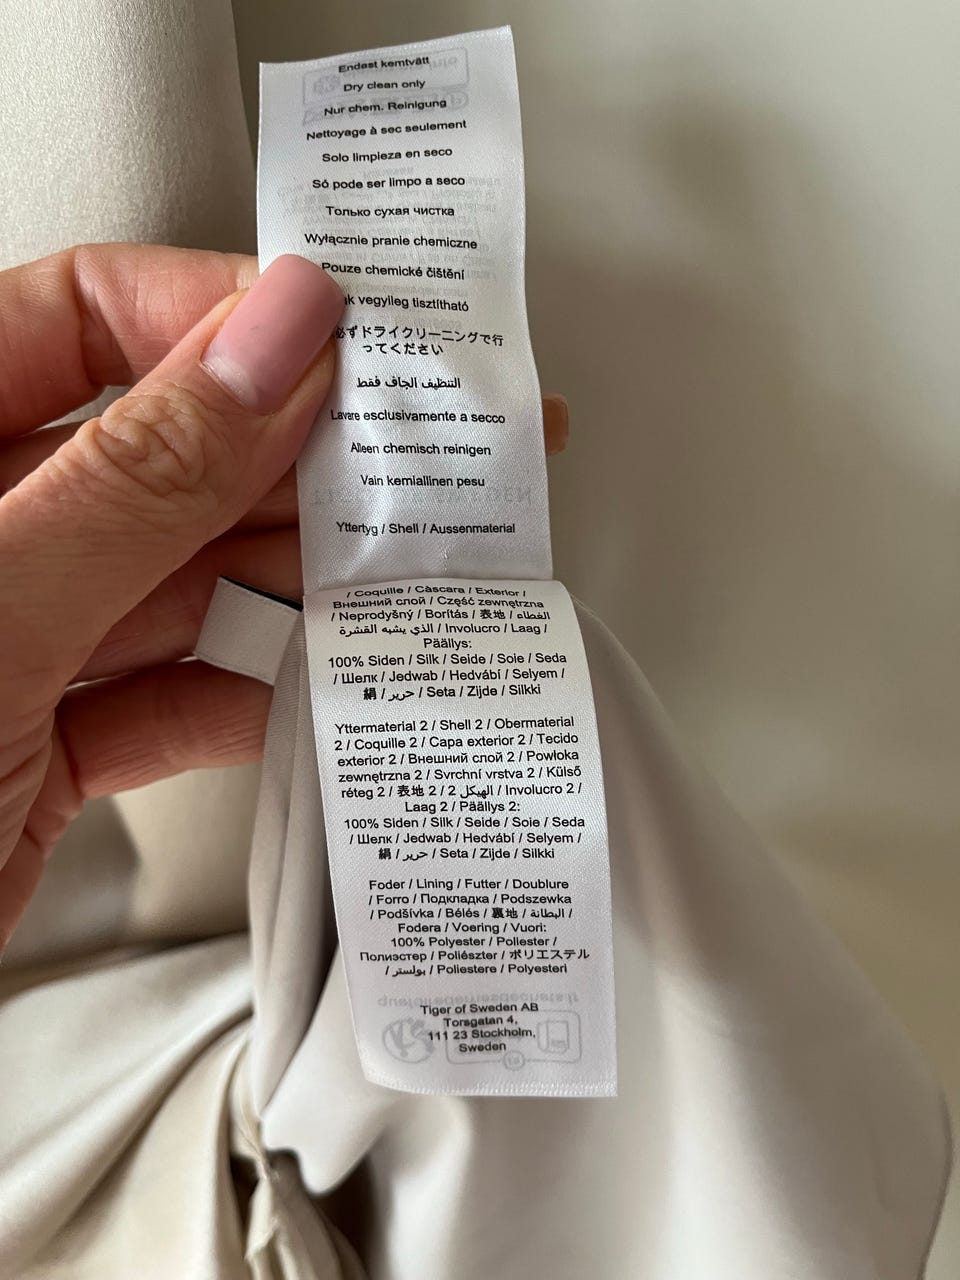 Endast kemtvätt
Dry clean only
Nur chem. Reinigung
Nettoyage à sec seulement
Solo limpieza en seco
Só pode ser limpo a seco
Только сухая чистка
Wyłącznie pranie chemiczne
Pouze chemické čištění
vegyileg tisztítható
必ずドライクリーニングで行
ってください
التنظيف الجاف فقط
Lavare esclusivamente a secco
Alleen chemisch reinigen
Vain kemiallinen pesu
Yttertyg / Shell / Aussenmaterial
/ Coquille / Càscara / Exterior /
Внешний слой / Część zewnętrzna
/ Neprodyšný / Borítás / 表地 / الغطاء
الذي يشبه القشرة / Involucro / Laag /
Päällys:
100% Siden / Silk / Seide / Soie / Seda
/ Шелк / Jedwab / Hedvábí / Selyem /
絹 / حرير / Seta / Zijde / Silkki
Yttermaterial 2 / Shell 2 / Obermaterial
2 / Coquille 2 / Capa exterior 2 / Tecido
exterior 2 / Внешний слой 2 / Powłoka
zewnętrzna 2 / Svrchní vrstva 2 / Külső
réteg 2 / 表地 2 / 2 الهيكل / Involucro 2 /
Laag 2 / Päällys 2:
100% Siden / Silk / Seide / Soie / Seda
/ Шелк / Jedwab / Hedvábí / Selyem /
絹 / حرير / Seta / Zijde / Silkki
Foder / Lining / Futter / Doublure
/ Forro / Подкладка / Podszewka
/ Podšívka / Bélés / 裏地 / البطانة /
Fodera / Voering / Vuori:
100% Polyester / Poliester /
Полиэстер / Poliészter / ポリエステル
/ بولستر / Poliestere / Polyesteri
Tiger of Sweden AB
Torsgatan 4,
111 23 Stockholm,
Sweden